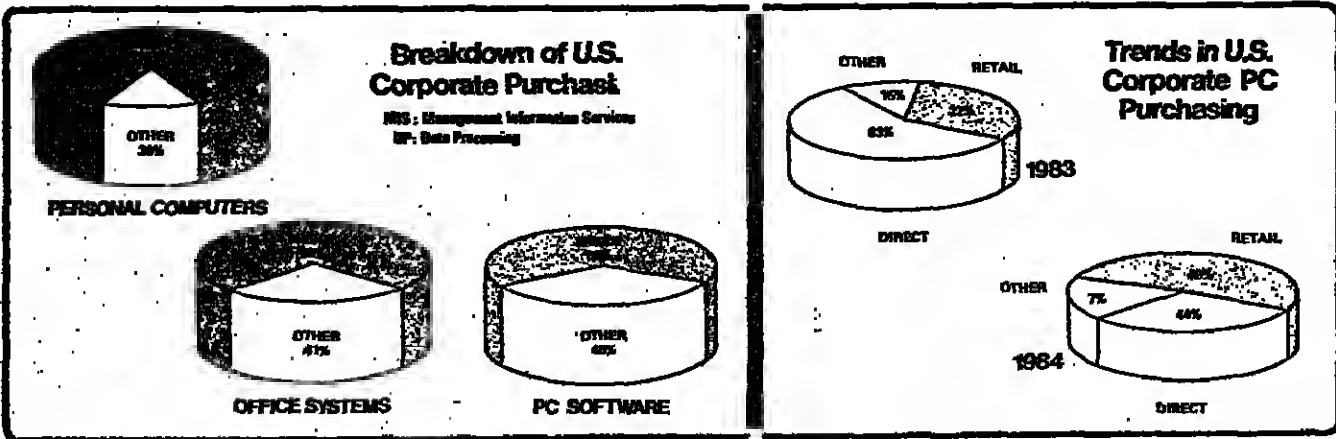 Breakdown of U.S.
Corporate Purchasi
MIS : Management Information Services
DP : Data Processing
OTHER
PERSONAL COMPUTERS
OTHER
41%
OFFICE SYSTEMS
OTHER
PC SOFTWARE
Trends in U.S.
Corporate PC
Purchasing
OTHER
RETAIL
16%
63%
1983
DIRECT
RETAIL
OTHER
7%
44%
1984
DIRECT